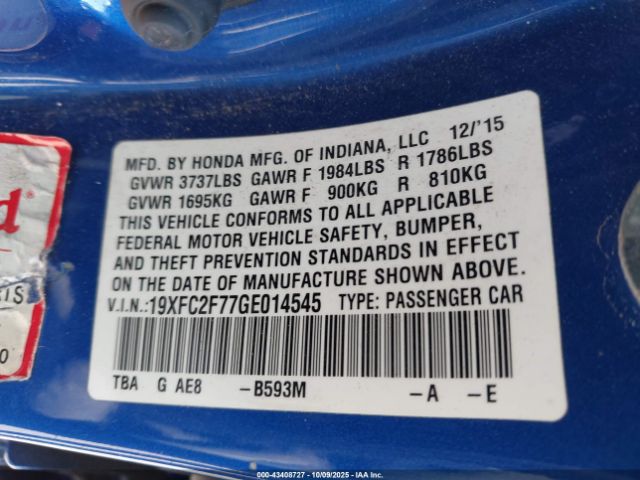 MFD. BY HONDA MFG. OF INDIANA, LLC 12/'15
GVWR 3737LBS GAWR F 1984LBS R 1786LBS
GVWR 1695KG GAWR F 900KG R 810KG
THIS VEHICLE CONFORMS TO ALL APPLICABLE
FEDERAL MOTOR VEHICLE SAFETY, BUMPER,
AND THEFT PREVENTION STANDARDS IN EFFECT
ON THE DATE OF MANUFACTURE SHOWN ABOVE.
V.I.N.:19XFC2F77GE014545 TYPE: PASSENGER CAR
TBA G AE8 -B593M -A -E
000-43408727 - 10/09/2025 - IAA, Inc.